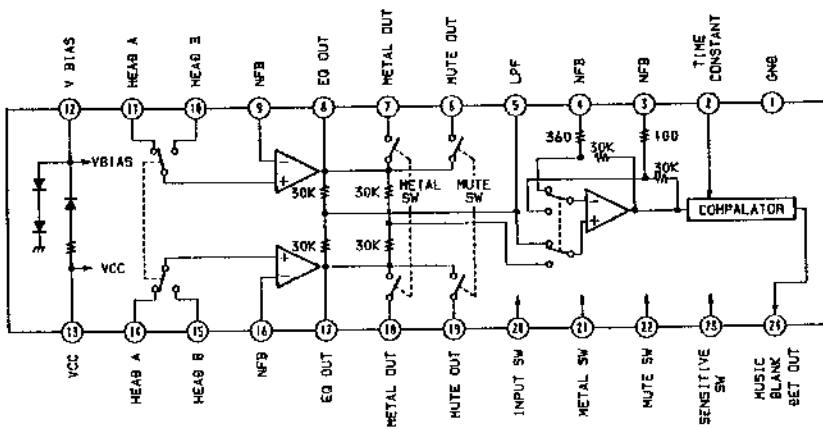 V BIAS
HEAD A
HEAD B
NFB
EQ OUT
METAL OUT
MUTE OUT
LPF
NFB
NFB
TIME
CONSTANT
GND
12
11
10
9
8
7
6
5
4
3
2
1
360
30K
100
30K
VBIAS
30K
30K
METAL
SW
MUTE
SW
30K
30K
COMPALATOR
VCC
13
14
15
16
17
18
19
20
21
22
23
24
VCC
HEAD A
HEAD B
NFB
EQ OUT
METAL OUT
MUTE OUT
INPUT SW
METAL SW
MUTE SW
SENSITIVE
SW
MUSIC
BLANK
DET OUT